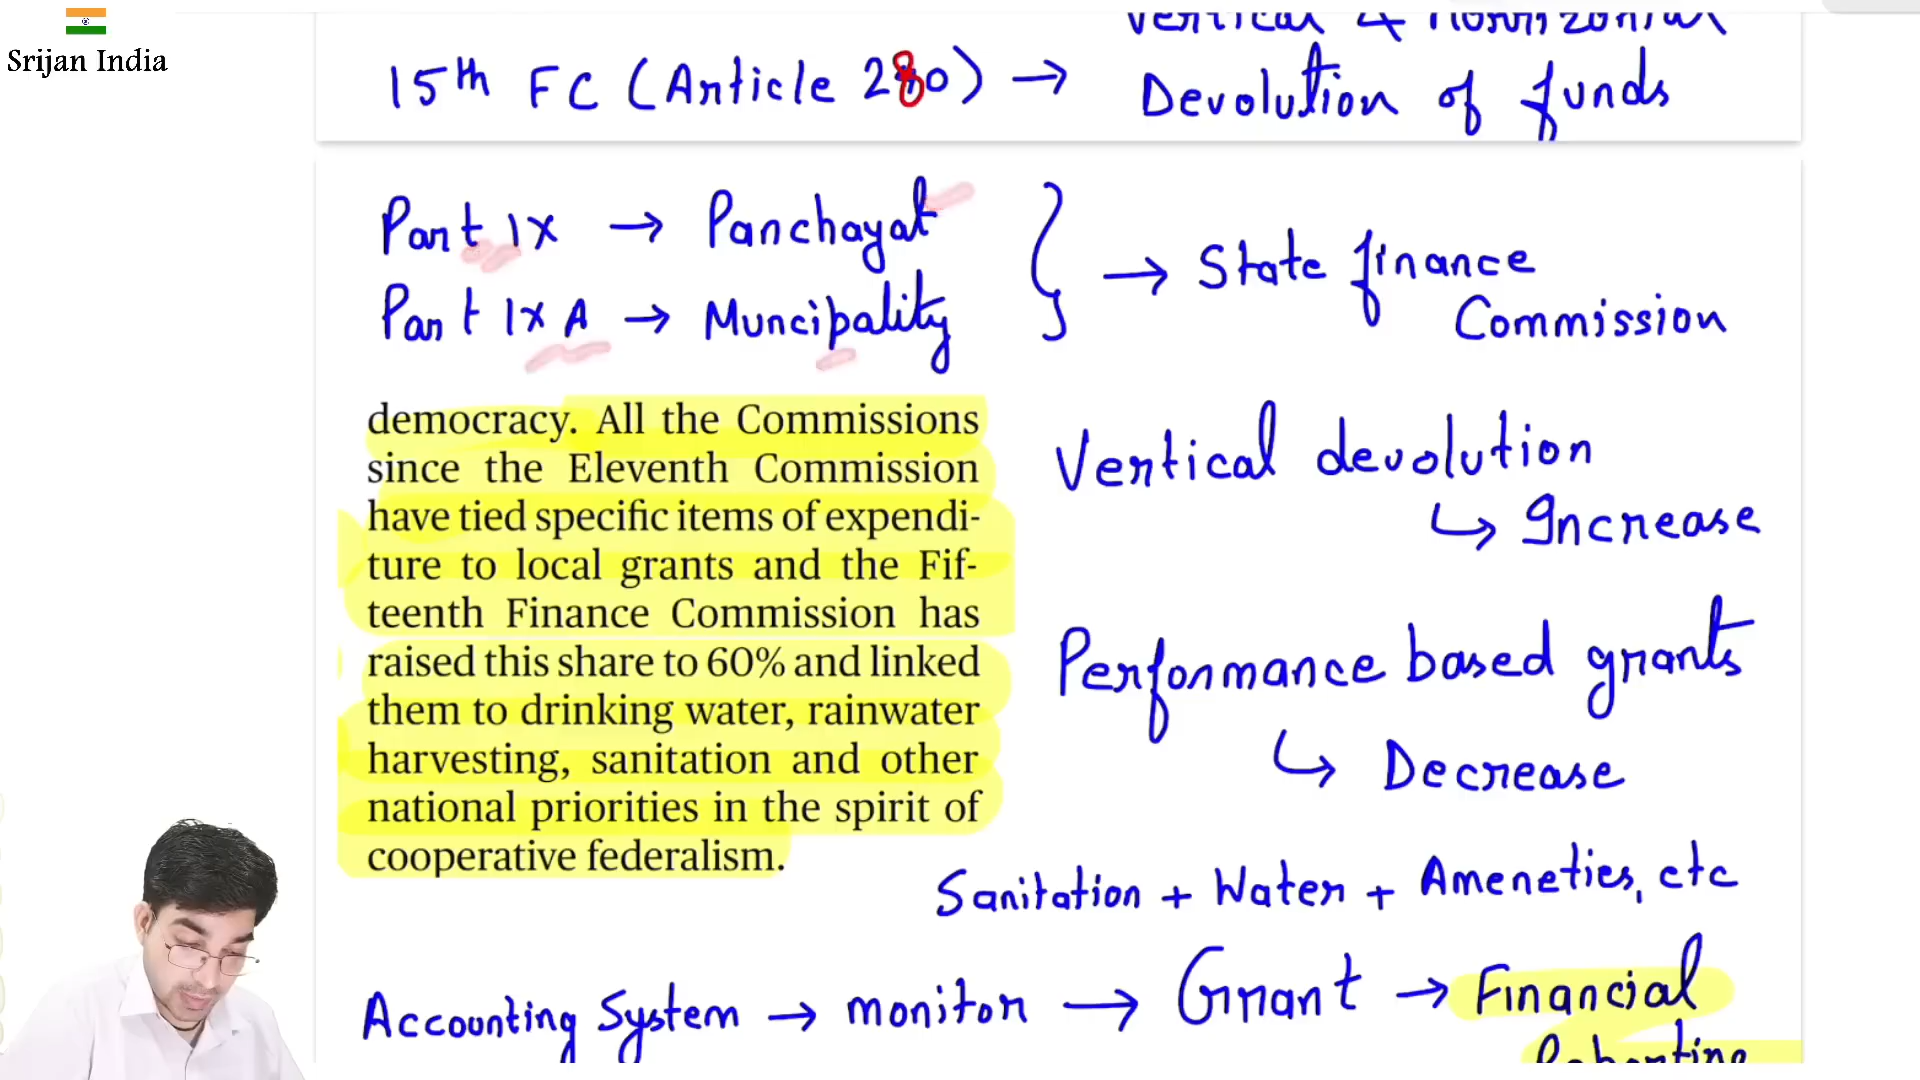 Srijan India
Vertical & Horizontal
15th FC (Article 280) → Devolution of funds
Part IX → Panchayat
Part IX A → Muncipality
} → State finance
Commission
democracy. All the Commissions
since the Eleventh Commission
have tied specific items of expendi-
ture to local grants and the Fif-
teenth Finance Commission has
raised this share to 60% and linked
them to drinking water, rainwater
harvesting, sanitation and other
national priorities in the spirit of
cooperative federalism.
Vertical devolution
↳ Increase
Performance based grants
↳ Decrease
Sanitation + Water + Ameneties, etc
Accounting System → monitor → Grant → Financial